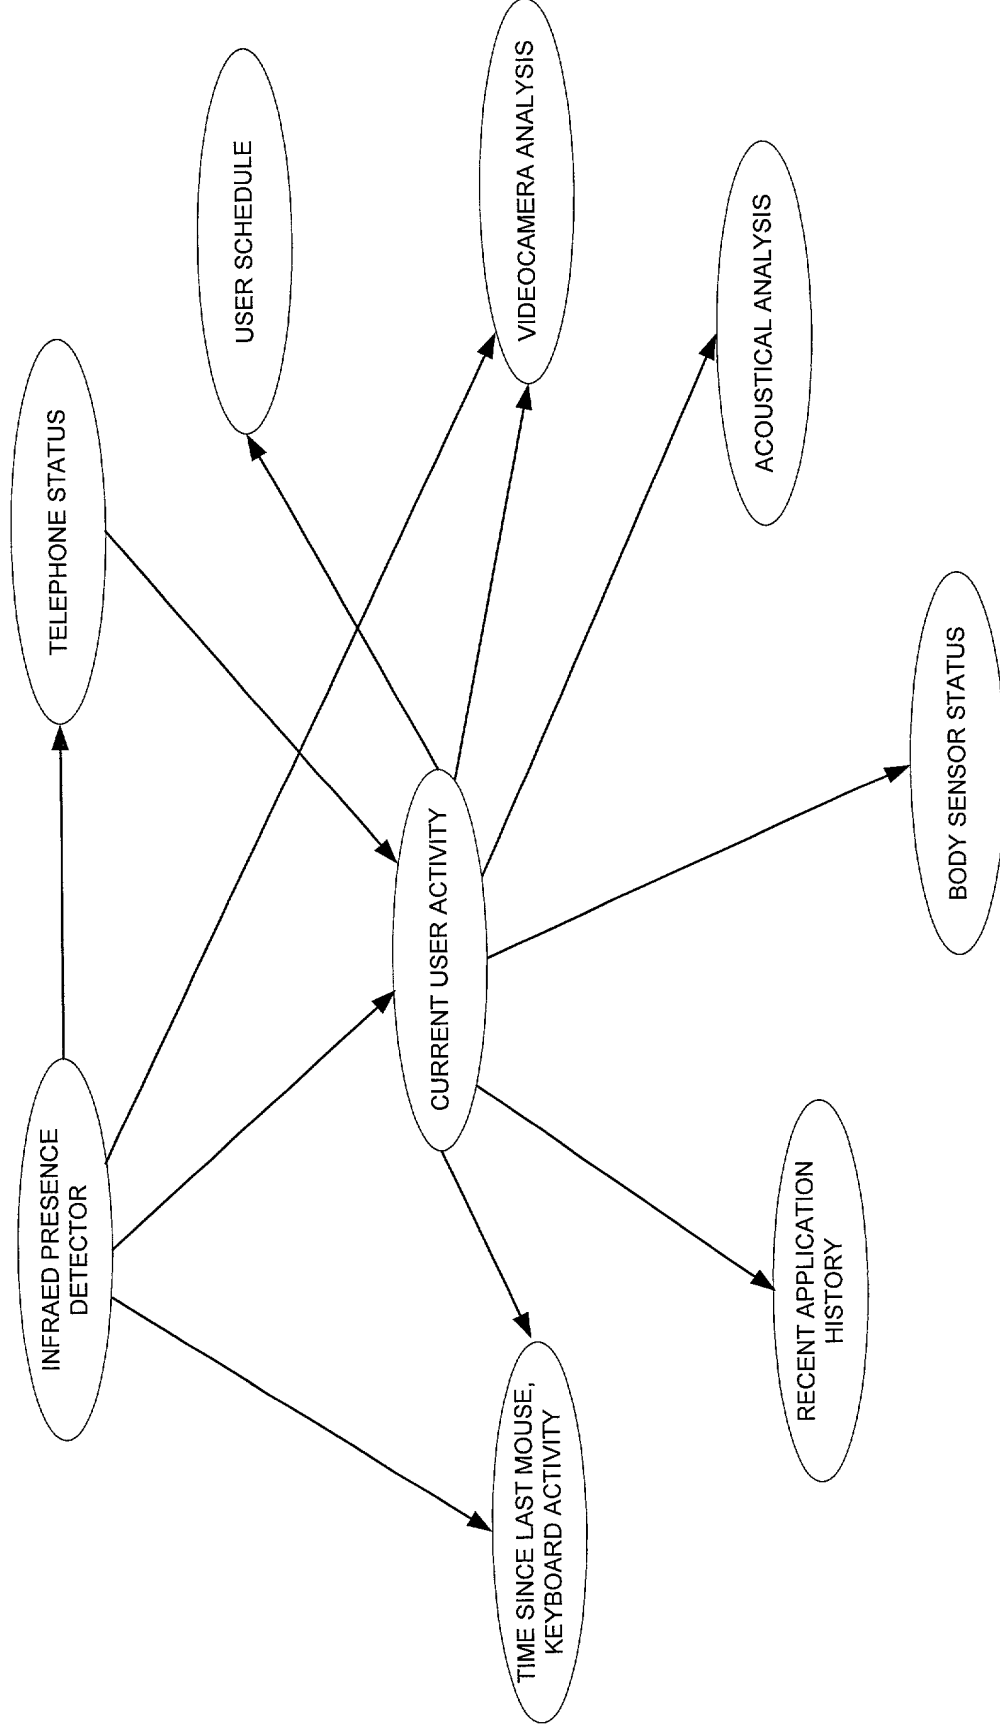 INFRAED PRESENCE
DETECTOR
TELEPHONE STATUS
USER SCHEDULE
CURRENT USER ACTIVITY
VIDEOCAMERA ANALYSIS
TIME SINCE LAST MOUSE,
KEYBOARD ACTIVITY
ACOUSTICAL ANALYSIS
RECENT APPLICATION
HISTORY
BODY SENSOR STATUS